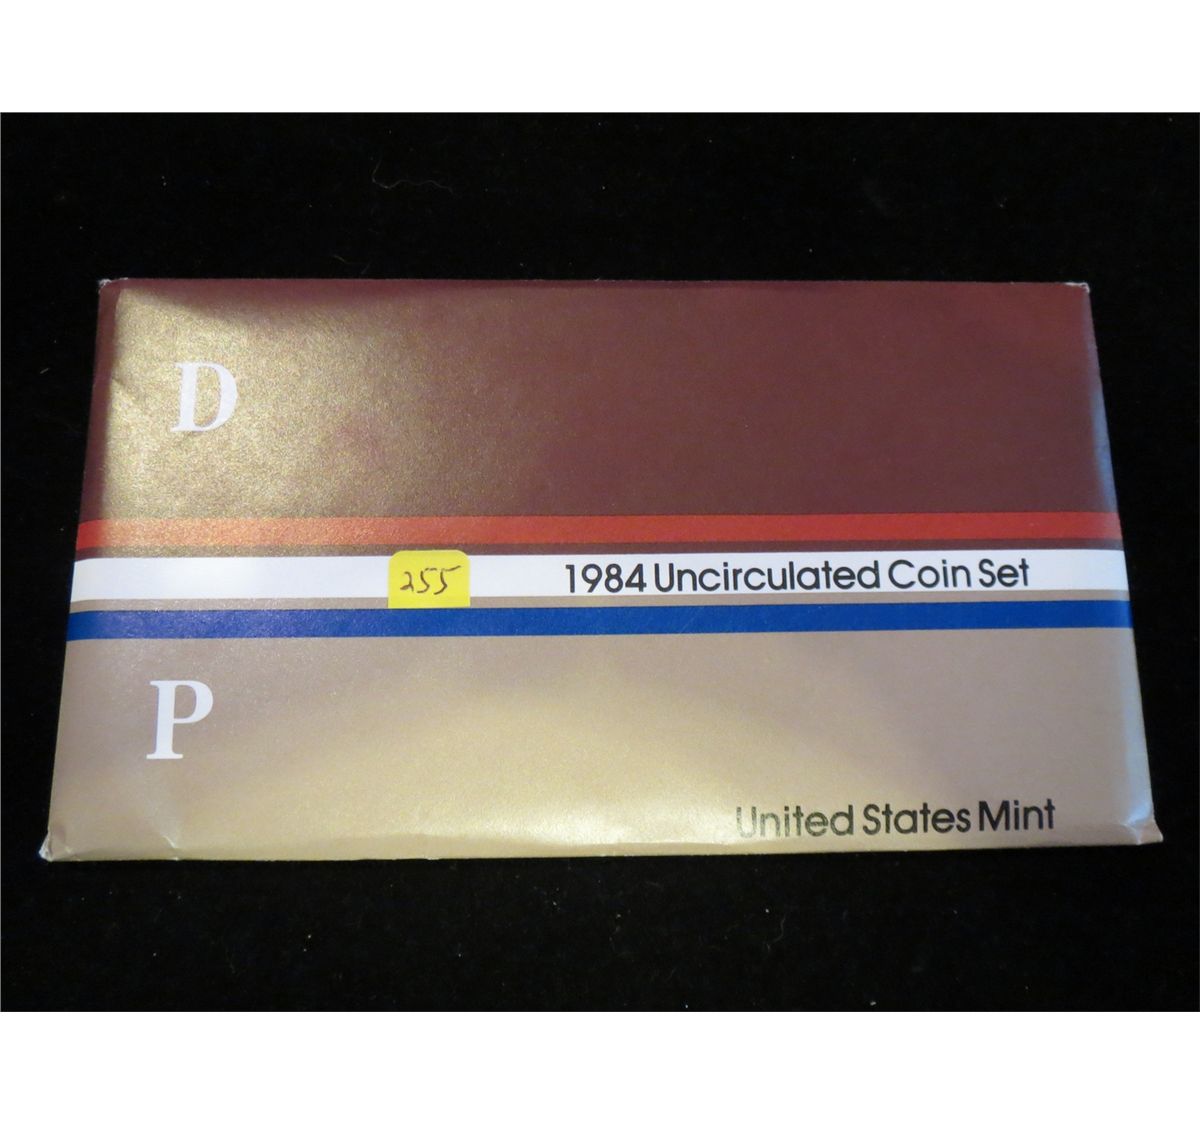 D
255
1984 Uncirculated Coin Set
P
United States Mint